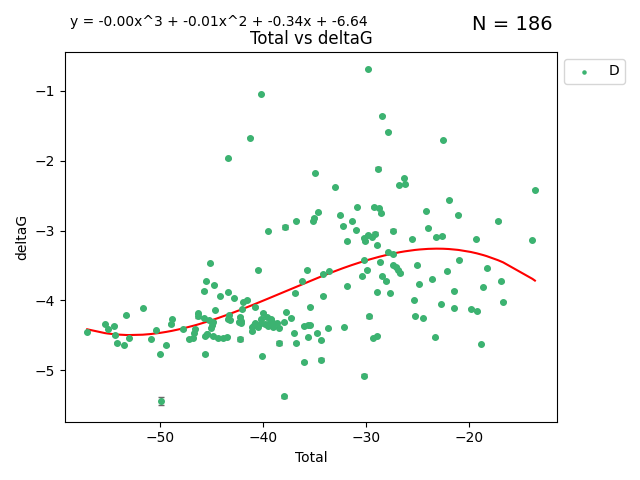 y = -0.00x^3 + -0.01x^2 + -0.34x + -6.64
N = 186
Total vs deltaG
D
−1
−2
−3
−4
−5
deltaG
−50 −40 −30 −20
Total